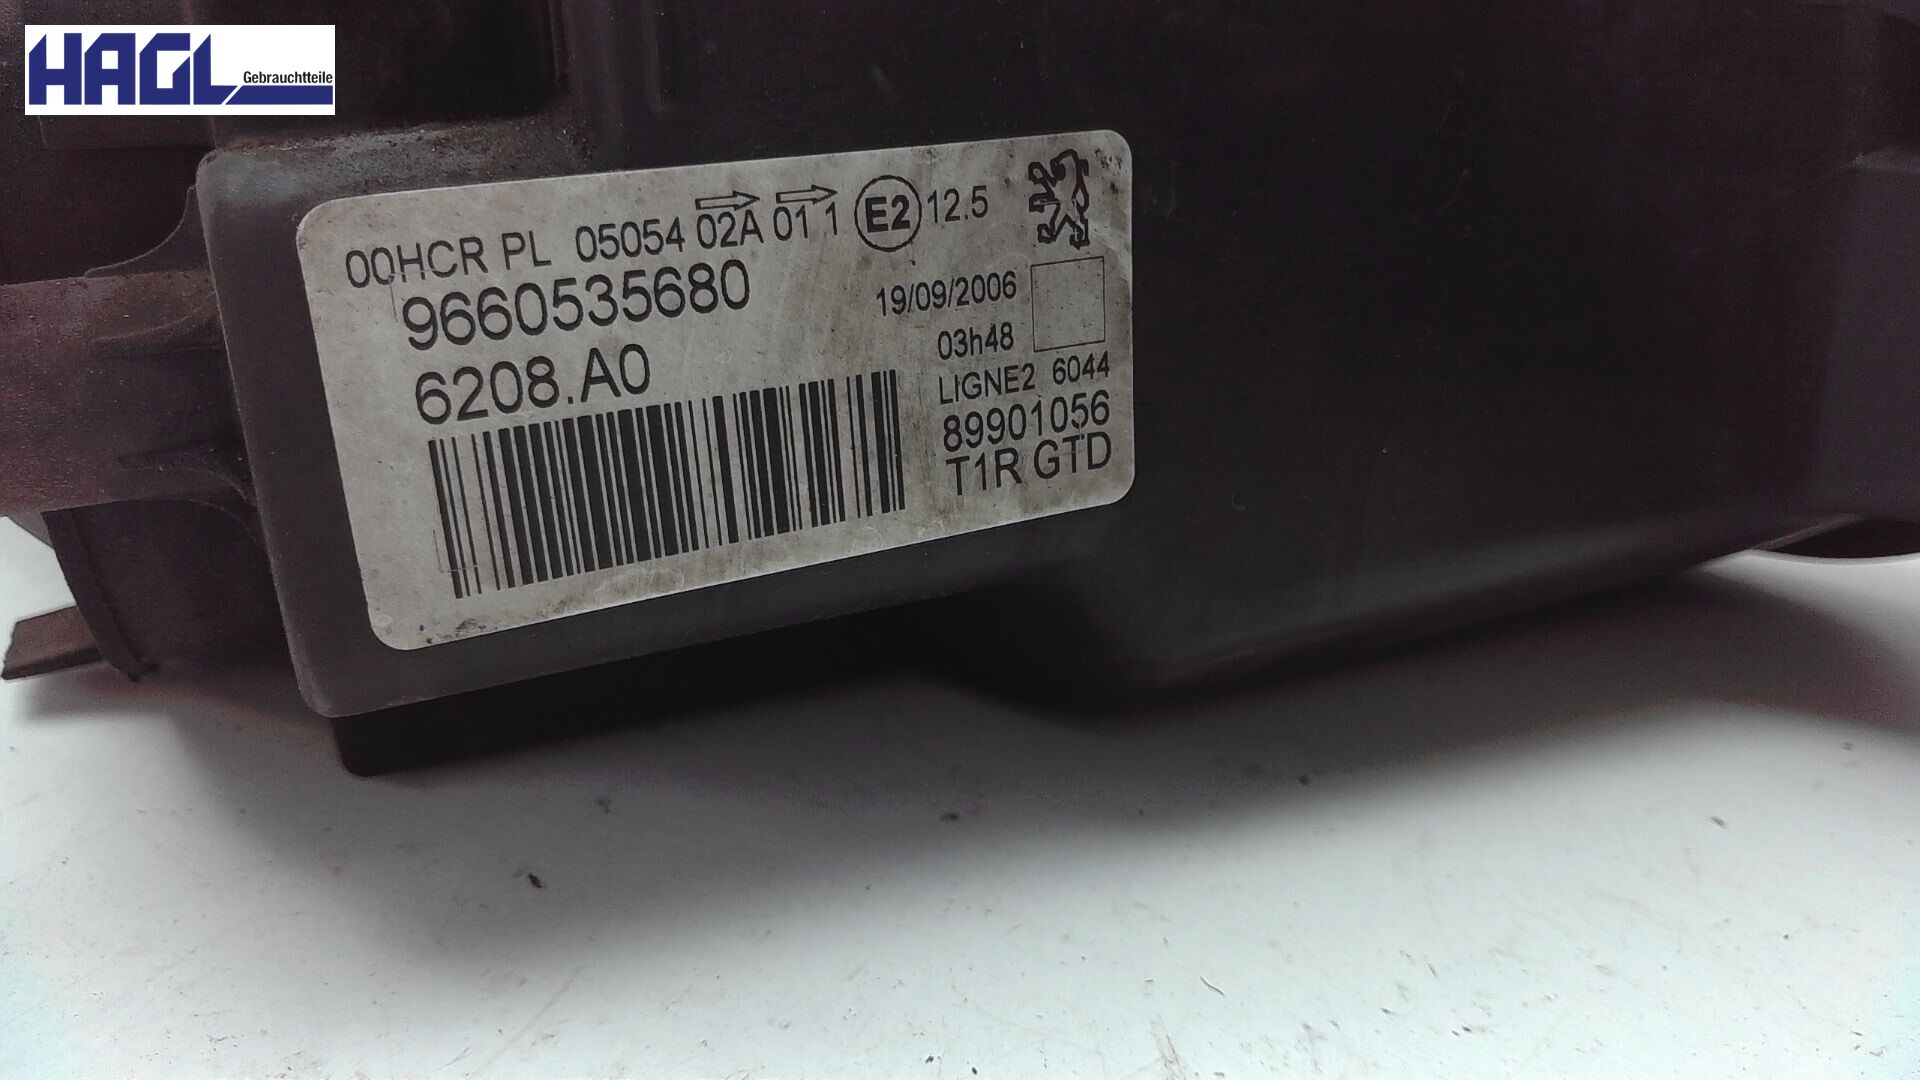 HAGL
Gebrauchtteile
00HCR PL 05054 02A 01 1 E2 12.5
9660535680
19/09/2006
6208.A0
03h48
LIGNE2 6044
89901056
T1R GTD